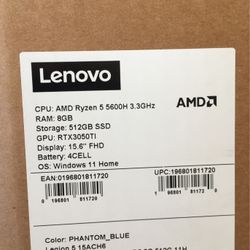 Lenovo
CPU: AMD Ryzen 5 5600H 3.3GHz
RAM: 8GB
Storage: 512GB SSD
GPU: RTX3050TI
Display: 15.6" FHD
Battery: 4CELL
OS: Windows 11 Home
AMD
EAN:0196801811720
UPC:196801811720
0 196801 811720
1 96801 81172 0
Color: PHANTOM_BLUE
Legion 5 15ACH6